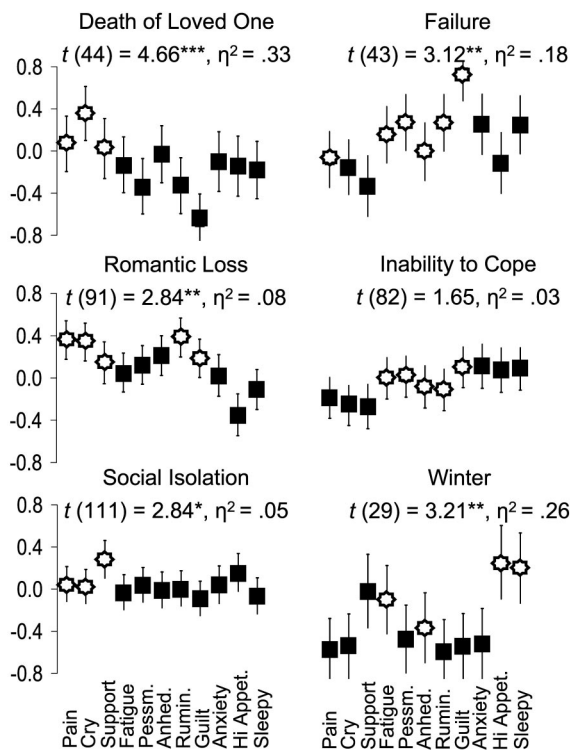 Death of Loved One
t (44) = 4.66***, η² = .33
0.8
0.4
0.0
-0.4
-0.8
Failure
t (43) = 3.12**, η² = .18
Romantic Loss
t (91) = 2.84**, η² = .08
0.8
0.4
0.0
-0.4
-0.8
Inability to Cope
t (82) = 1.65, η² = .03
Social Isolation
t (111) = 2.84*, η² = .05
0.8
0.4
0.0
-0.4
-0.8
Winter
t (29) = 3.21**, η² = .26
Pain
Cry
Support
Fatigue
Pessm.
Anhed.
Rumin.
Guilt
Anxiety
Hi Appet.
Sleepy
Pain
Cry
Support
Fatigue
Pessm.
Anhed.
Rumin.
Guilt
Anxiety
Hi Appet.
Sleepy